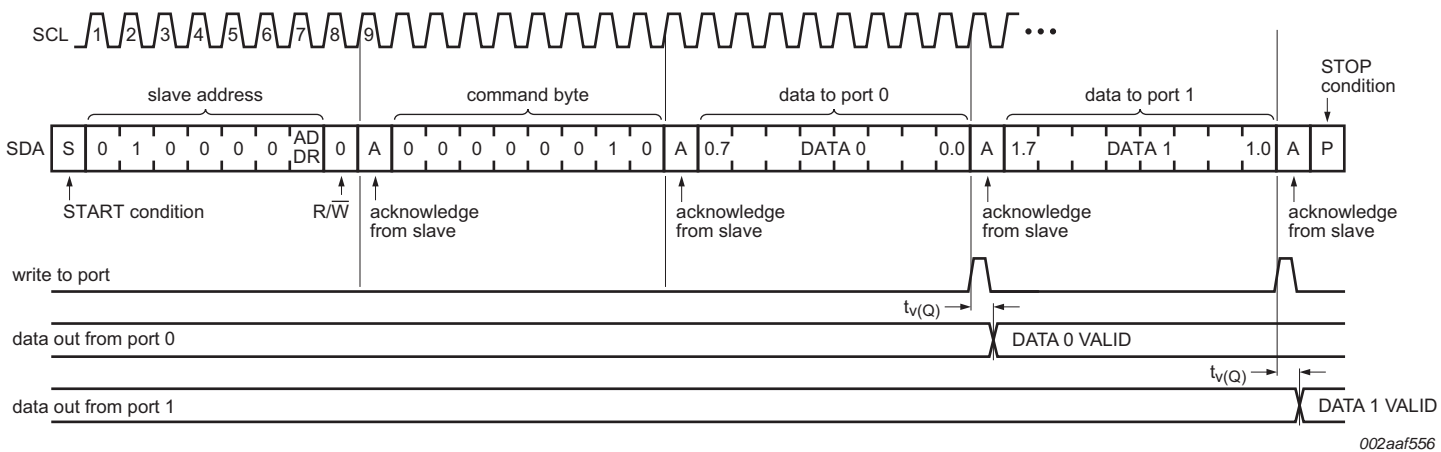 SCL 1 2 3 4 5 6 7 8 9 •••
STOP
condition
slave address command byte data to port 0 data to port 1
SDA S 0 1 0 0 0 0 AD DR 0 A 0 0 0 0 0 0 1 0 A 0.7 DATA 0 0.0 A 1.7 DATA 1 1.0 A P
START condition R/W̅ acknowledge acknowledge acknowledge acknowledge
from slave from slave from slave from slave
write to port
tv(Q)
data out from port 0 DATA 0 VALID
tv(Q)
data out from port 1 DATA 1 VALID
002aaf556